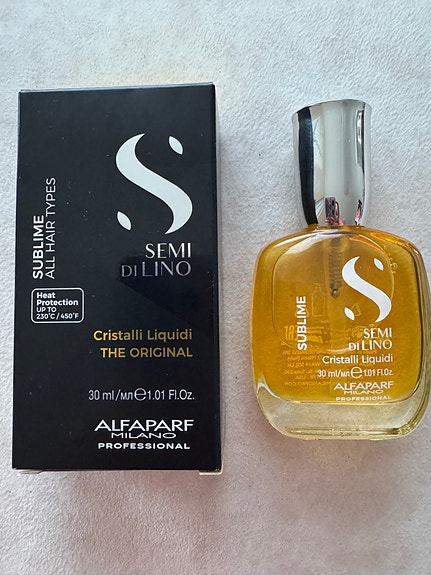 SUBLIME
ALL HAIR TYPES
Heat
Protection
UP TO
230°C / 450°F
SEMI
DI LINO
Cristalli Liquidi
THE ORIGINAL
30 ml/мл℮1.01 Fl.Oz.
ALFAPARF
MILANO
PROFESSIONAL
SUBLIME
SEMI
DI LINO
Cristalli Liquidi
30 ml/мл℮1.01 Fl.Oz.
ALFAPARF
MILANO
PROFESSIONAL